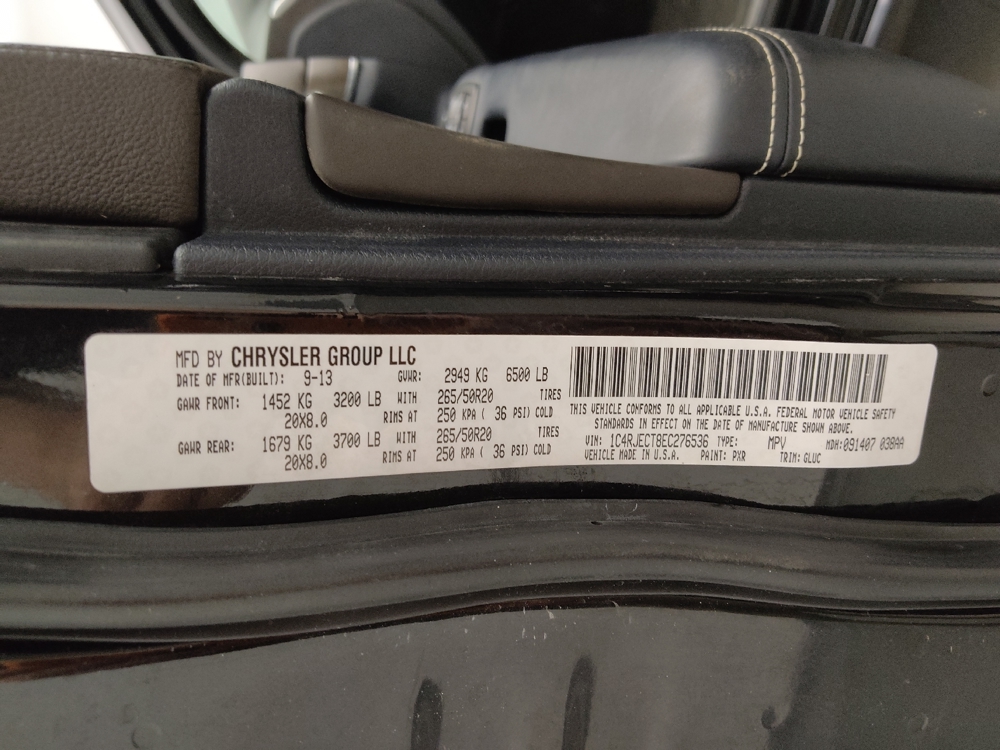 MFD BY CHRYSLER GROUP LLC
DATE OF MFR(BUILT): 9-13 GVWR: 2949 KG 6500 LB
GAWR FRONT: 1452 KG 3200 LB WITH 265/50R20 TIRES
20X8.0 RIMS AT 250 KPA ( 36 PSI) COLD
GAWR REAR: 1679 KG 3700 LB WITH 265/50R20 TIRES
20X8.0 RIMS AT 250 KPA ( 36 PSI) COLD
THIS VEHICLE CONFORMS TO ALL APPLICABLE U.S.A. FEDERAL MOTOR VEHICLE SAFETY
STANDARDS IN EFFECT ON THE DATE OF MANUFACTURE SHOWN ABOVE.
VIN: 1C4RJECT8EC276536 TYPE: MPV MDH:091407 038AA
VEHICLE MADE IN U.S.A. PAINT: PXR TRIM: GLUC